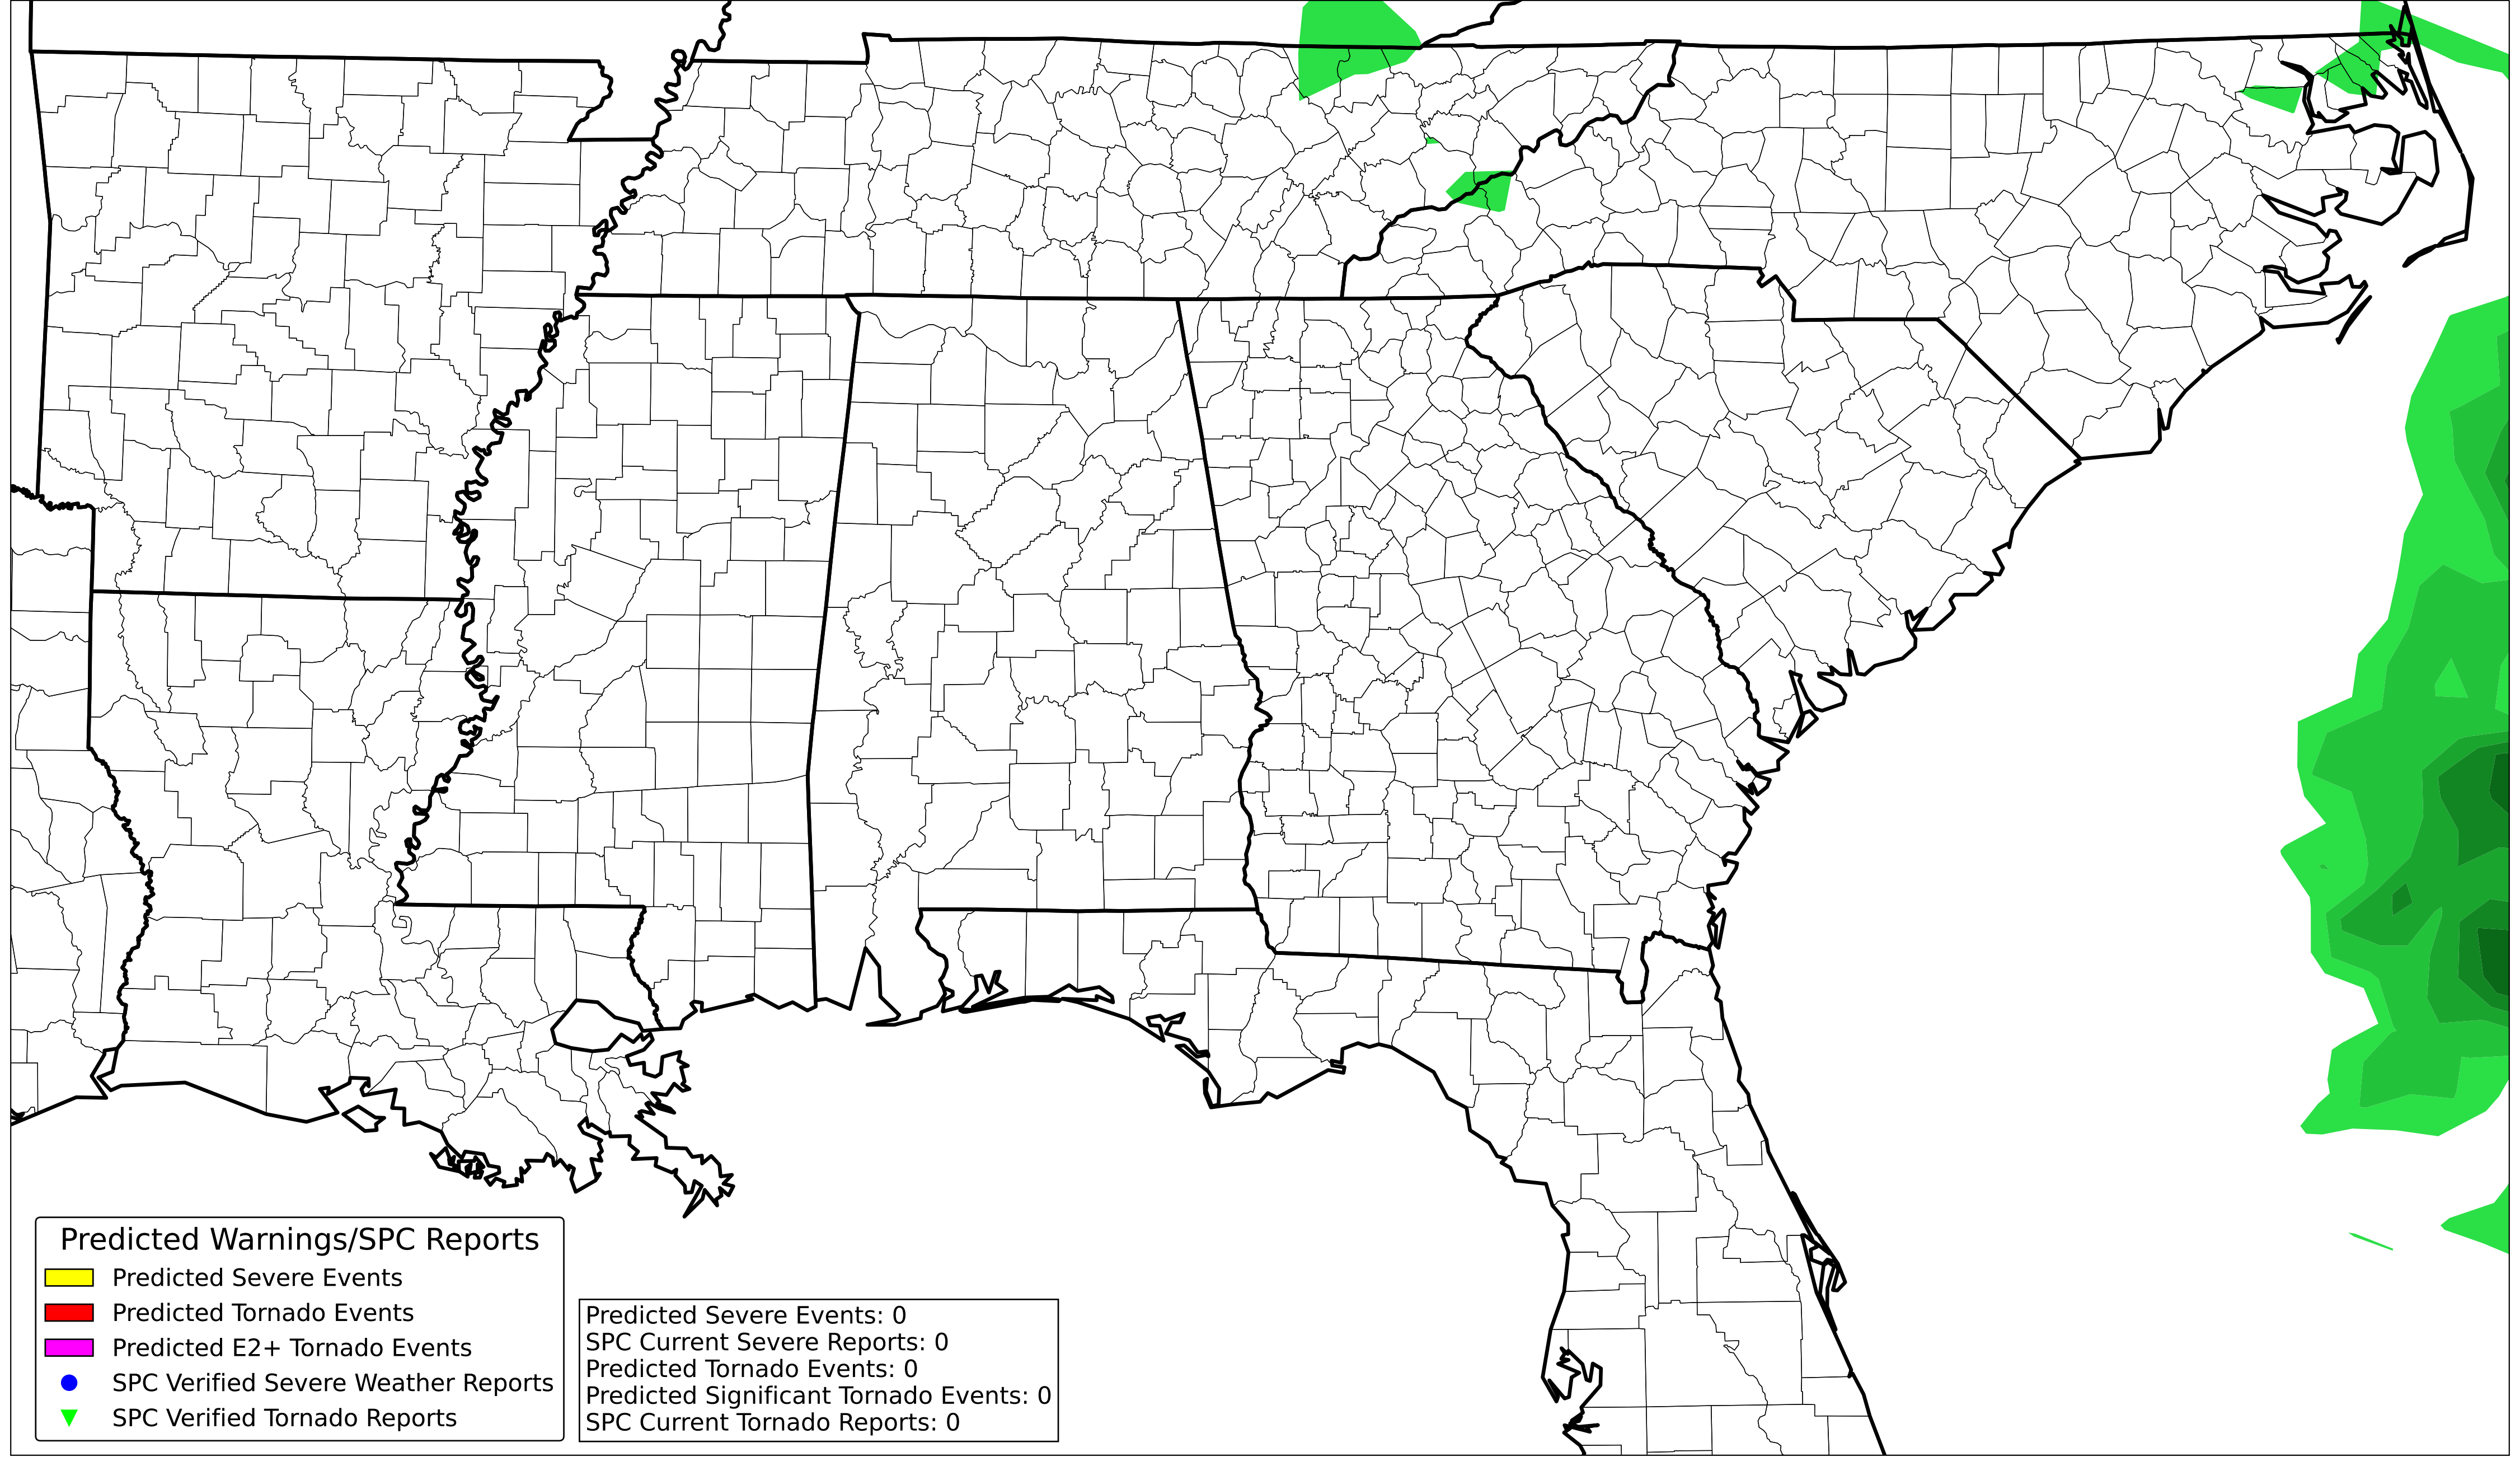 Predicted Warnings/SPC Reports
Predicted Severe Events
Predicted Tornado Events
Predicted E2+ Tornado Events
SPC Verified Severe Weather Reports
SPC Verified Tornado Reports
Predicted Severe Events: 0
SPC Current Severe Reports: 0
Predicted Tornado Events: 0
Predicted Significant Tornado Events: 0
SPC Current Tornado Reports: 0